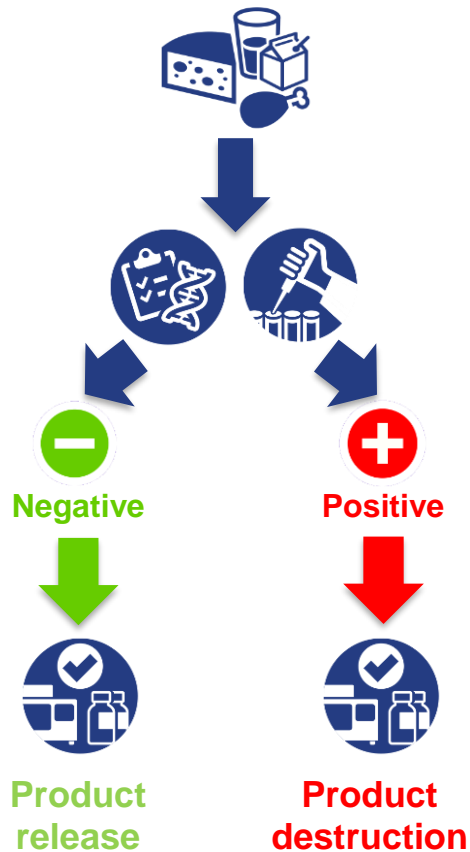 Negative
Positive
Product
release
Product
destruction